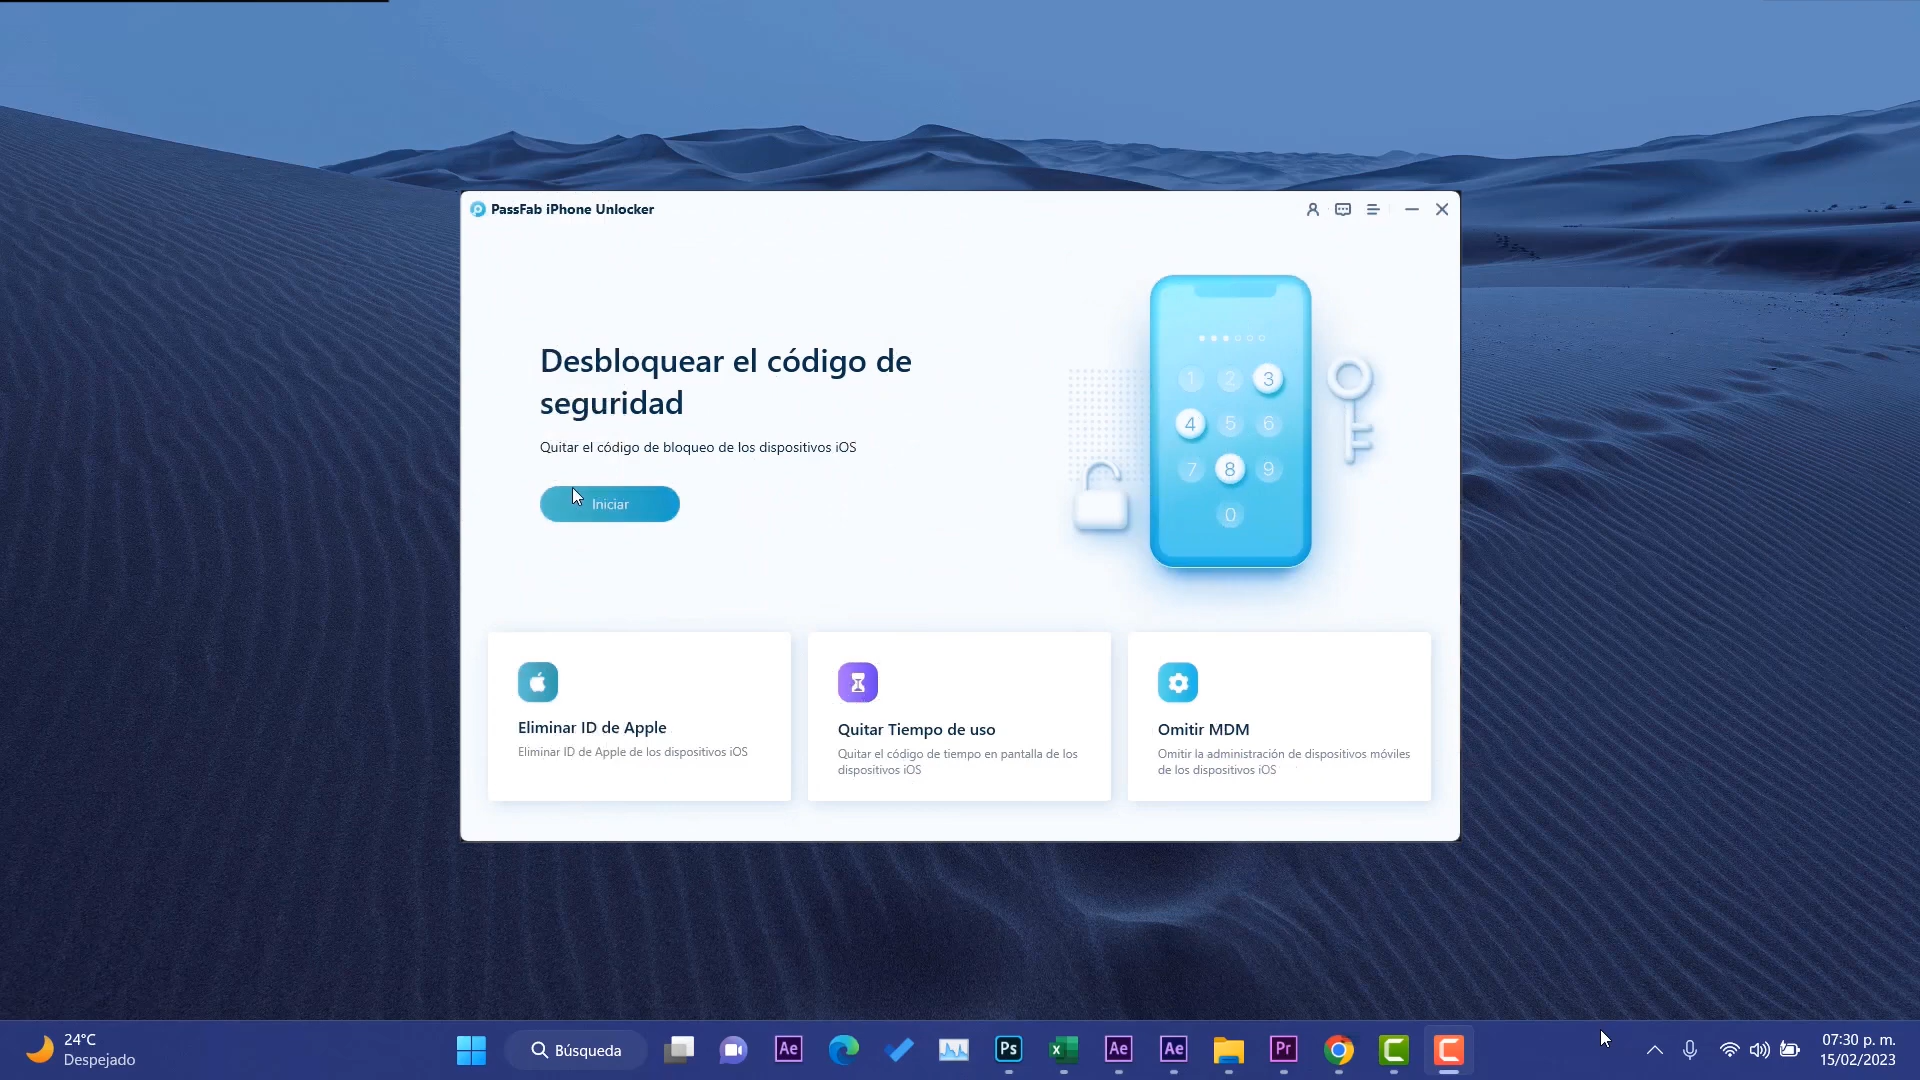 PassFab iPhone Unlocker
Desbloquear el código de
seguridad
Quitar el código de bloqueo de los dispositivos iOS
Iniciar
1 2 3
4 5 6
7 8 9
0
Eliminar ID de Apple
Eliminar ID de Apple de los dispositivos iOS
Quitar Tiempo de uso
Quitar el código de tiempo en pantalla de los
dispositivos iOS
Omitir MDM
Omitir la administración de dispositivos móviles
de los dispositivos iOS
24°C
Despejado
Búsqueda
Ae
Ps
Ae
Ae
Pr
07:30 p. m.
15/02/2023